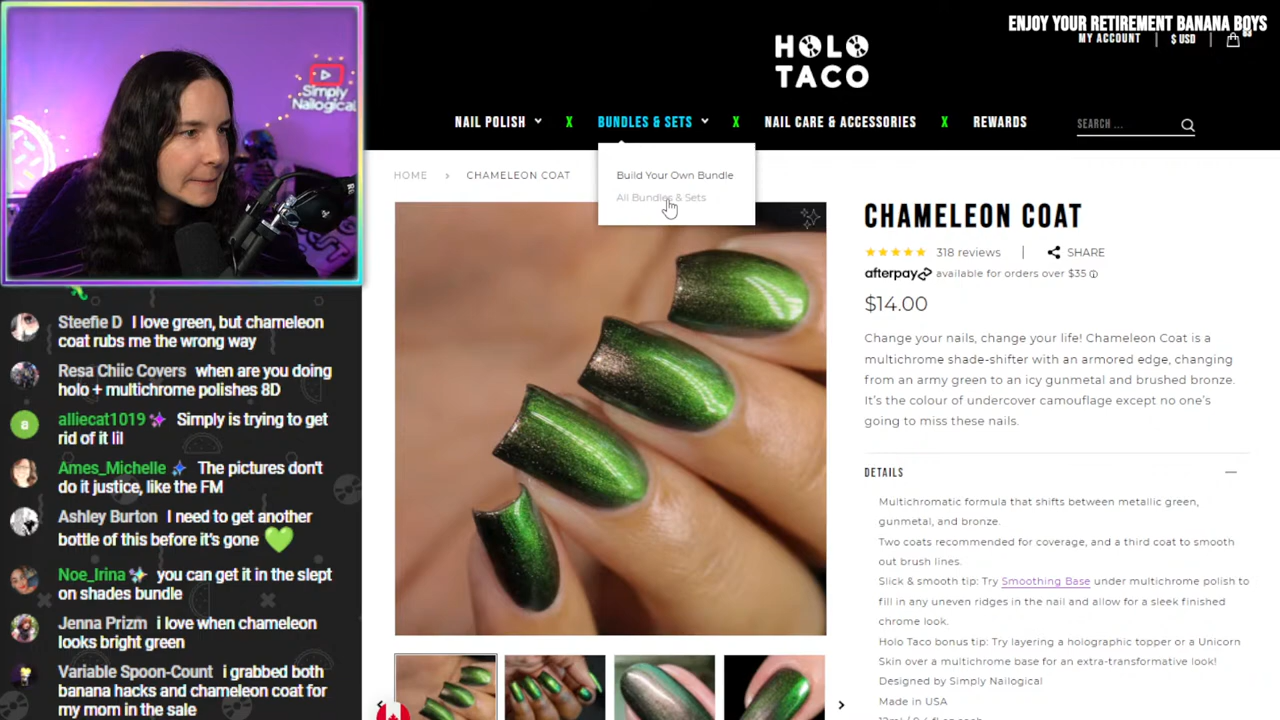 ENJOY YOUR RETIREMENT BANANA BOYS
MY ACCOUNT
$ USD
HOLO
TACO
NAIL POLISH
X
BUNDLES & SETS
X
NAIL CARE & ACCESSORIES
X
REWARDS
SEARCH ...
Simply
Nailogical
HOME
CHAMELEON COAT
Build Your Own Bundle
All Bundles & Sets
CHAMELEON COAT
318 reviews
SHARE
afterpay available for orders over $35
$14.00
Change your nails, change your life! Chameleon Coat is a
multichrome shade-shifter with an armored edge, changing
from an army green to an icy gunmetal and brushed bronze.
It's the colour of undercover camouflage except no one's
going to miss these nails.
DETAILS
Multichromatic formula that shifts between metallic green,
gunmetal, and bronze.
Two coats recommended for coverage, and a third coat to smooth
out brush lines.
Slick & smooth tip: Try Smoothing Base under multichrome polish to
fill in any uneven ridges in the nail and allow for a sleek finished
chrome look.
Holo Taco bonus tip: Try layering a holographic topper or a Unicorn
Skin over a multichrome base for an extra-transformative look!
Designed by Simply Nailogical
Made in USA
Steefie D I love green, but chameleon
coat rubs me the wrong way
Resa Chiic Covers when are you doing
holo + multichrome polishes 8D
a
alliecat1019 Simply is trying to get
rid of it lil
Ames_Michelle The pictures don't
do it justice, like the FM
Ashley Burton I need to get another
bottle of this before it's gone
Noe_Irina you can get it in the slept
on shades bundle
Jenna Prizm i love when chameleon
looks bright green
Variable Spoon-Count i grabbed both
banana hacks and chameleon coat for
my mom in the sale